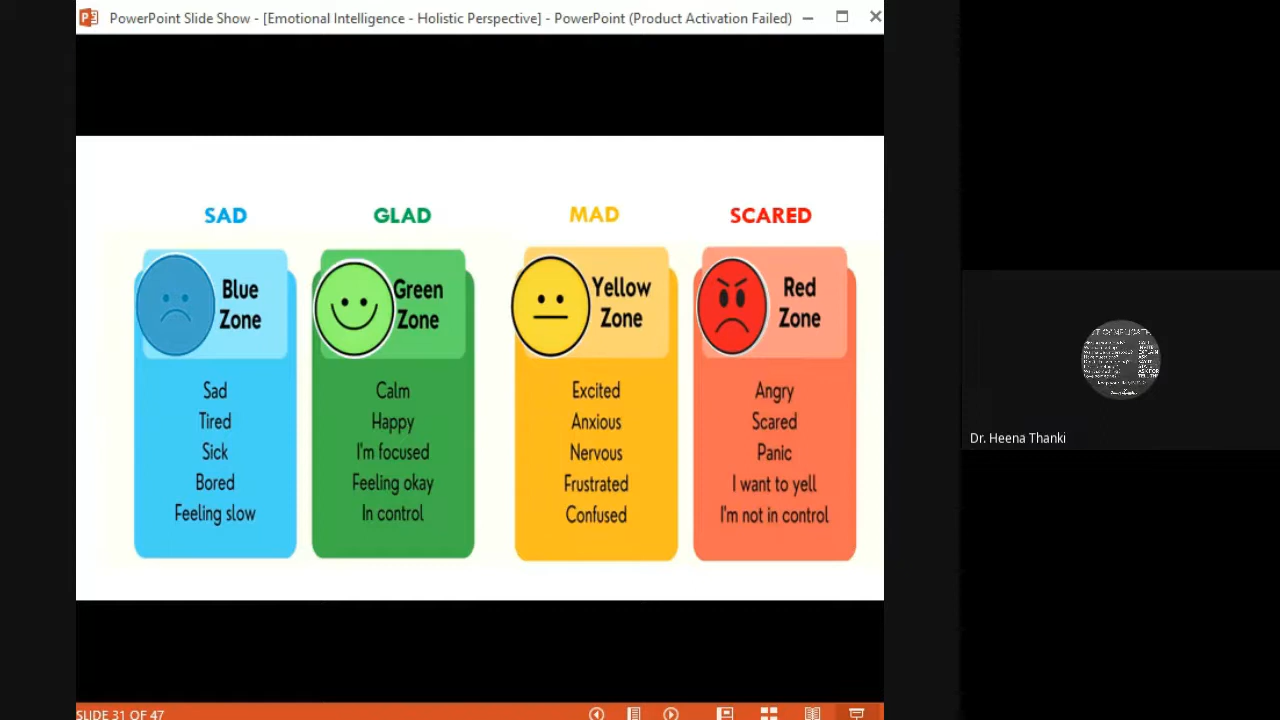 PowerPoint Slide Show - [Emotional Intelligence - Holistic Perspective] - PowerPoint (Product Activation Failed)
SAD
GLAD
MAD
SCARED
Blue
Zone
Sad
Tired
Sick
Bored
Feeling slow
Green
Zone
Calm
Happy
I'm focused
Feeling okay
In control
Yellow
Zone
Excited
Anxious
Nervous
Frustrated
Confused
Red
Zone
Angry
Scared
Panic
I want to yell
I'm not in control
Dr. Heena Thanki
SLIDE 31 OF 47